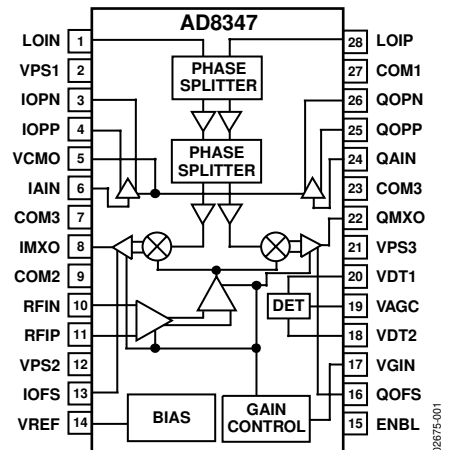 AD8347
LOIN 1
28 LOIP
VPS1 2
PHASE
SPLITTER
27 COM1
IOPN 3
26 QOPN
IOPP 4
25 QOPP
VCMO 5
PHASE
SPLITTER
24 QAIN
IAIN 6
23 COM3
COM3 7
22 QMXO
IMXO 8
21 VPS3
COM2 9
20 VDT1
RFIN 10
DET
19 VAGC
RFIP 11
18 VDT2
VPS2 12
17 VGIN
IOFS 13
16 QOFS
VREF 14
BIAS
GAIN
CONTROL
15 ENBL
02675-001